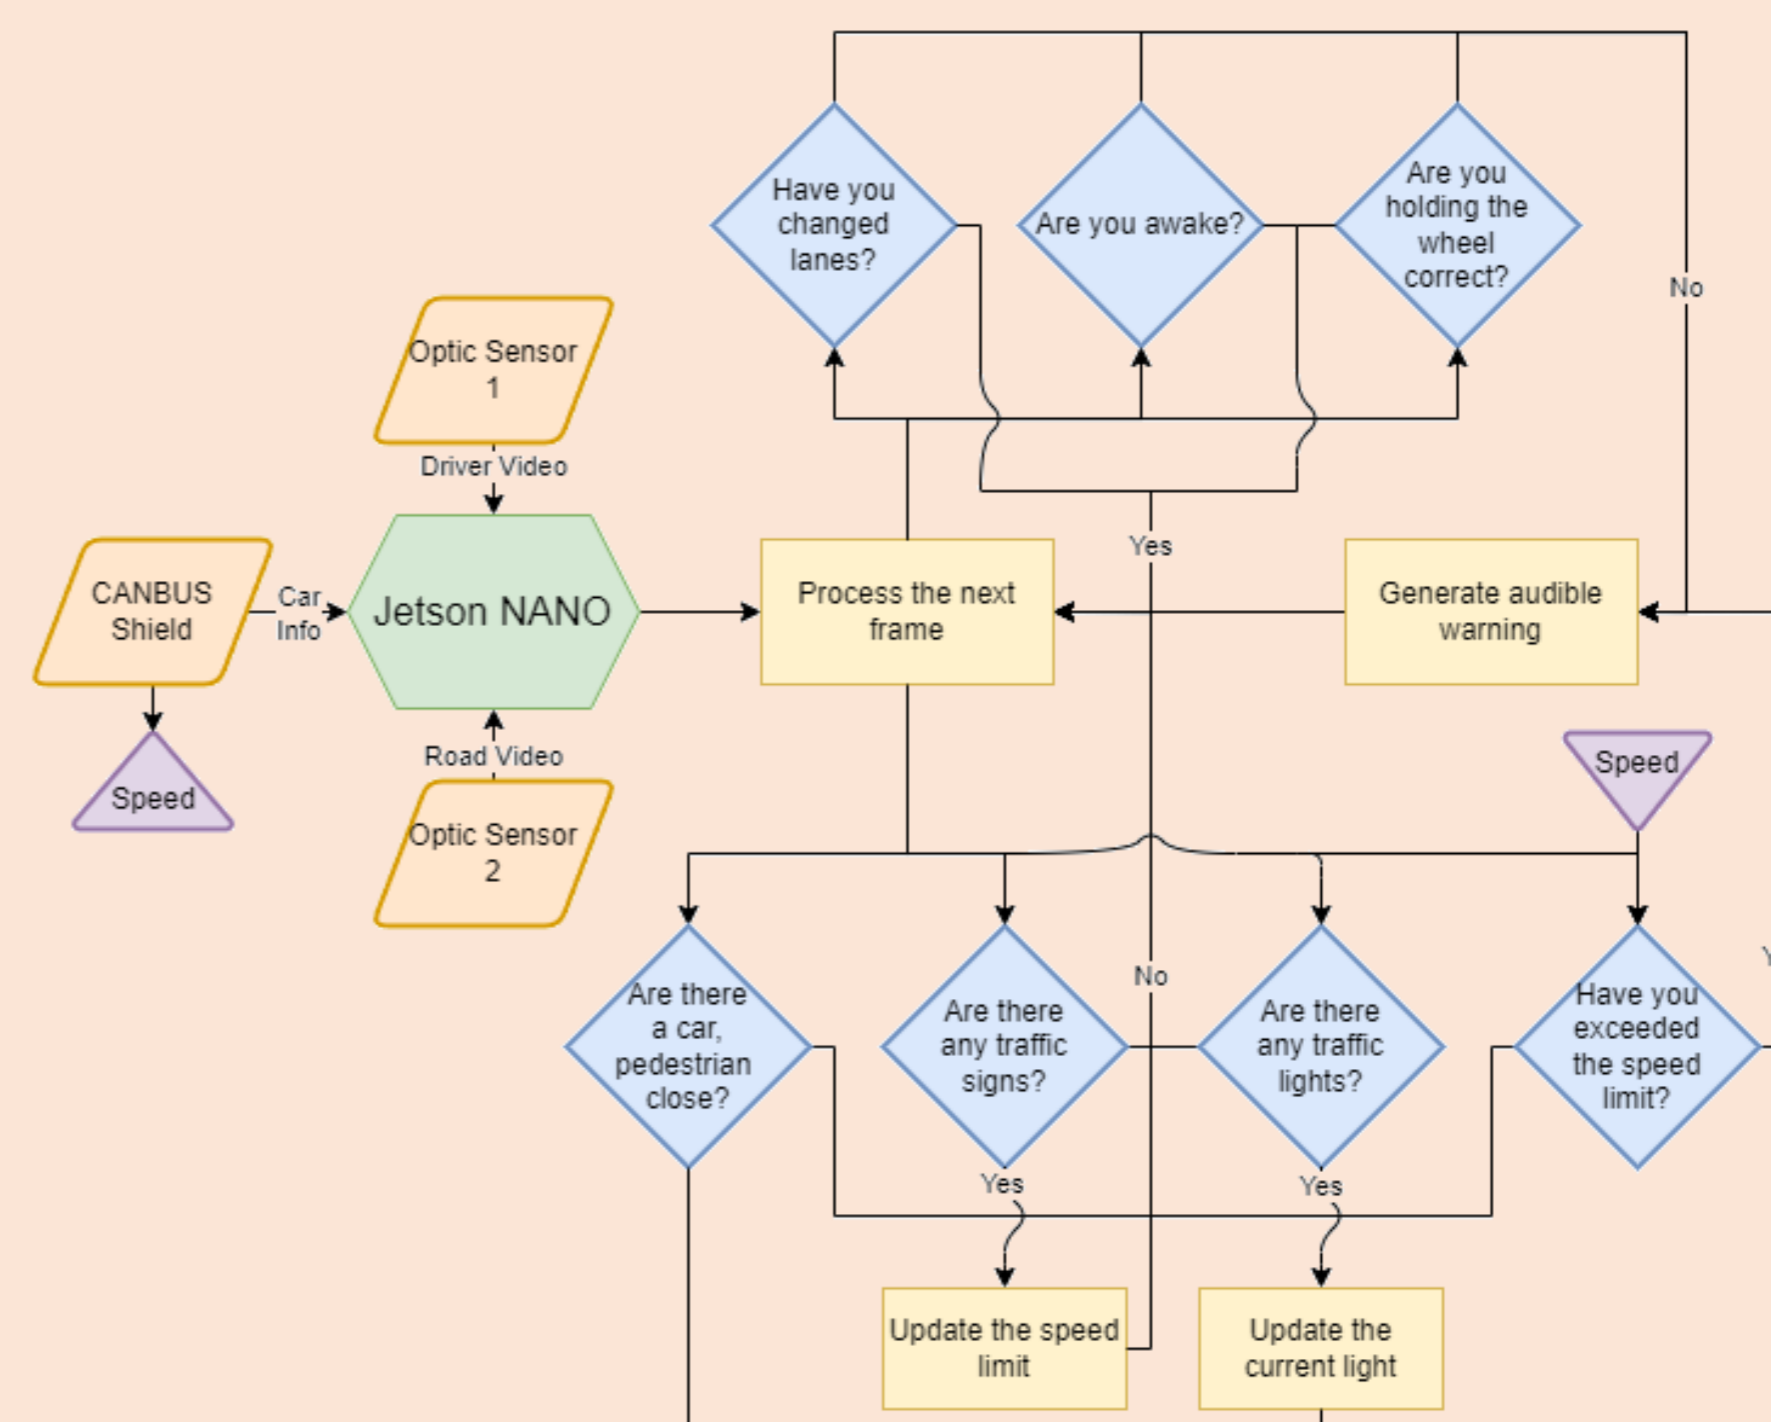 Have you
changed
lanes?
Are you awake?
Are you
holding the
wheel
correct?
No
Optic Sensor
1
Driver Video
CANBUS
Shield
Car
Info
Jetson NANO
Process the next
frame
Yes
Generate audible
warning
Speed
Road Video
Optic Sensor
2
Speed
Are there
a car,
pedestrian
close?
Are there
any traffic
signs?
No
Are there
any traffic
lights?
Have you
exceeded
the speed
limit?
Yes
Yes
Update the speed
limit
Update the
current light